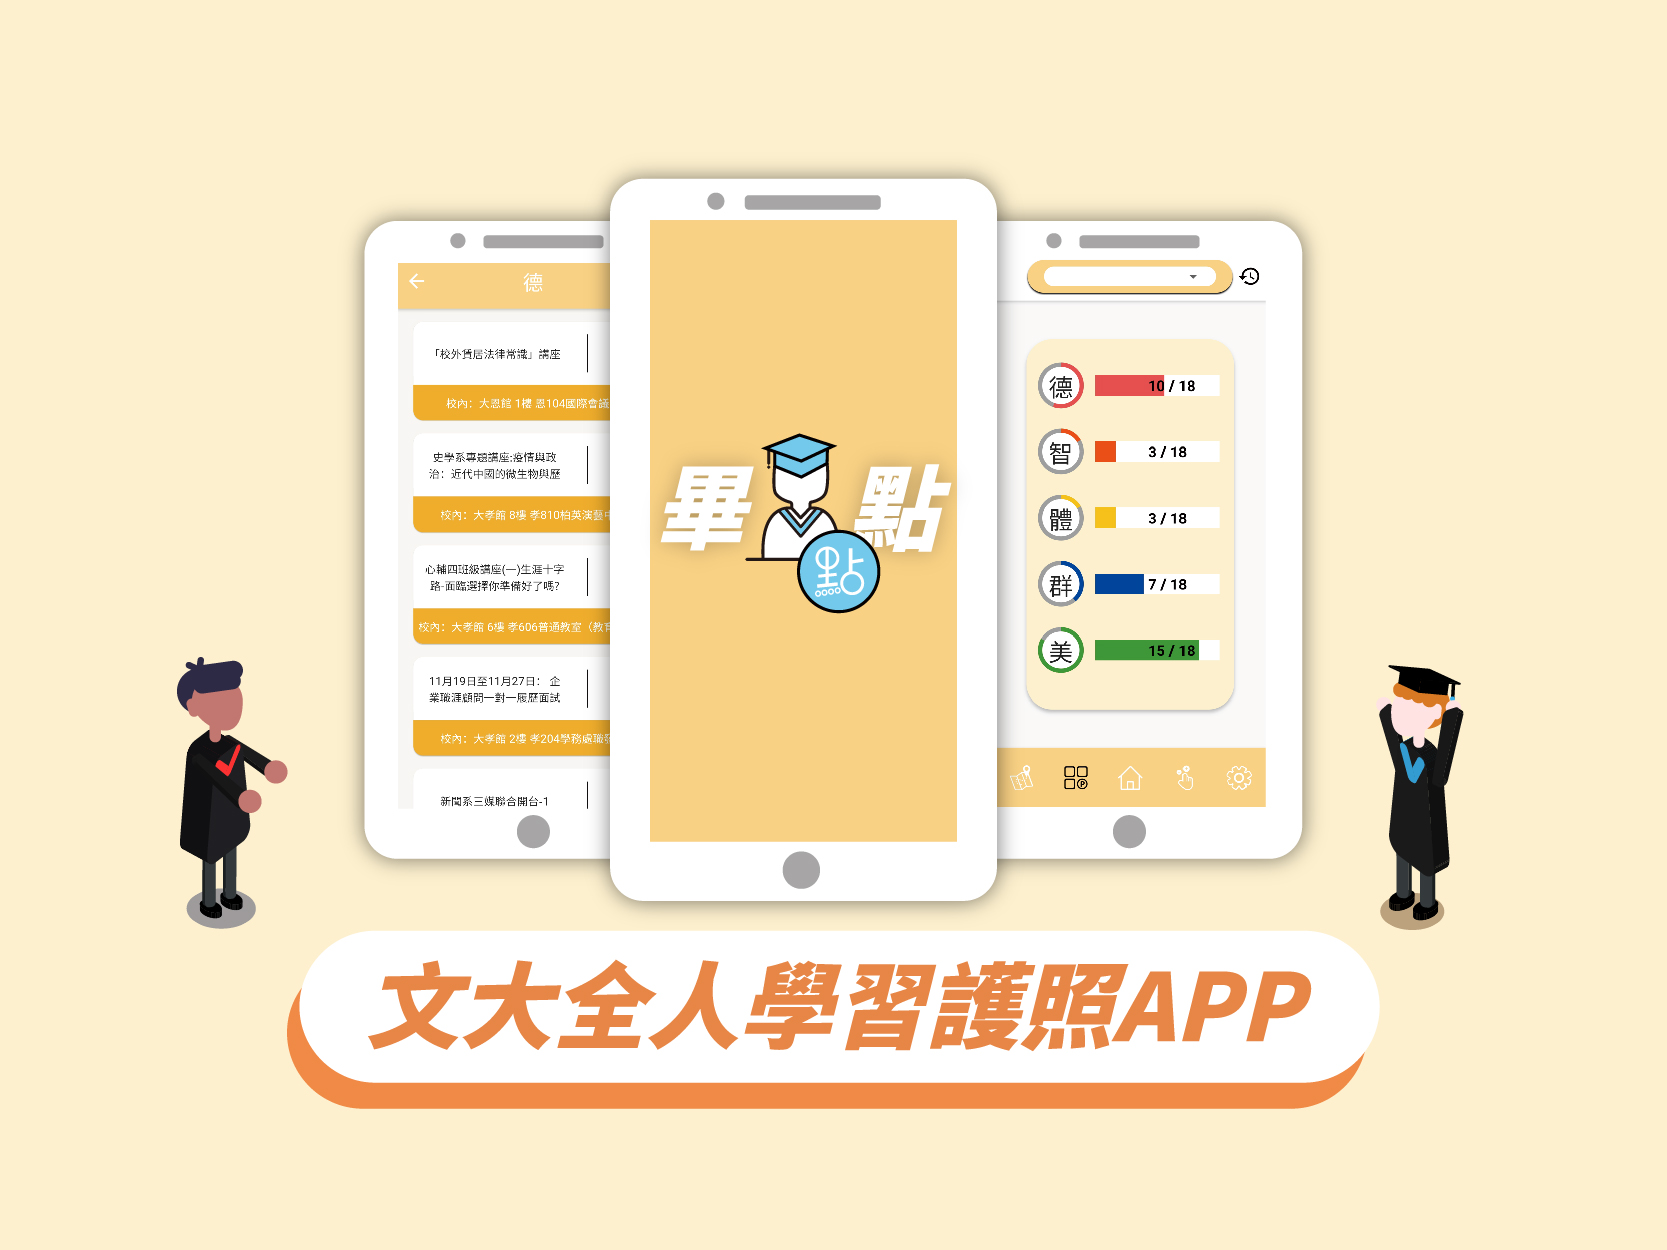 德
「校外賃居法律常識」講座
校內：大恩館 1樓 恩104國際會議
史學系專題講座:疫情與政
治：近代中國的微生物與歷
校內：大孝館 8樓 孝810柏英演藝中
心輔四班級講座(一)生涯十字
路-面臨選擇你準備好了嗎?
校內：大孝館 6樓 孝606普通教室（教育
11月19日至11月27日： 企
業職涯顧問一對一履歷面試
校內：大孝館 2樓 孝204學務處職發
新聞系三媒聯合開台-1
畢點
點
德 10 / 18
智 3 / 18
體 3 / 18
群 7 / 18
美 15 / 18
P
文大全人學習護照APP